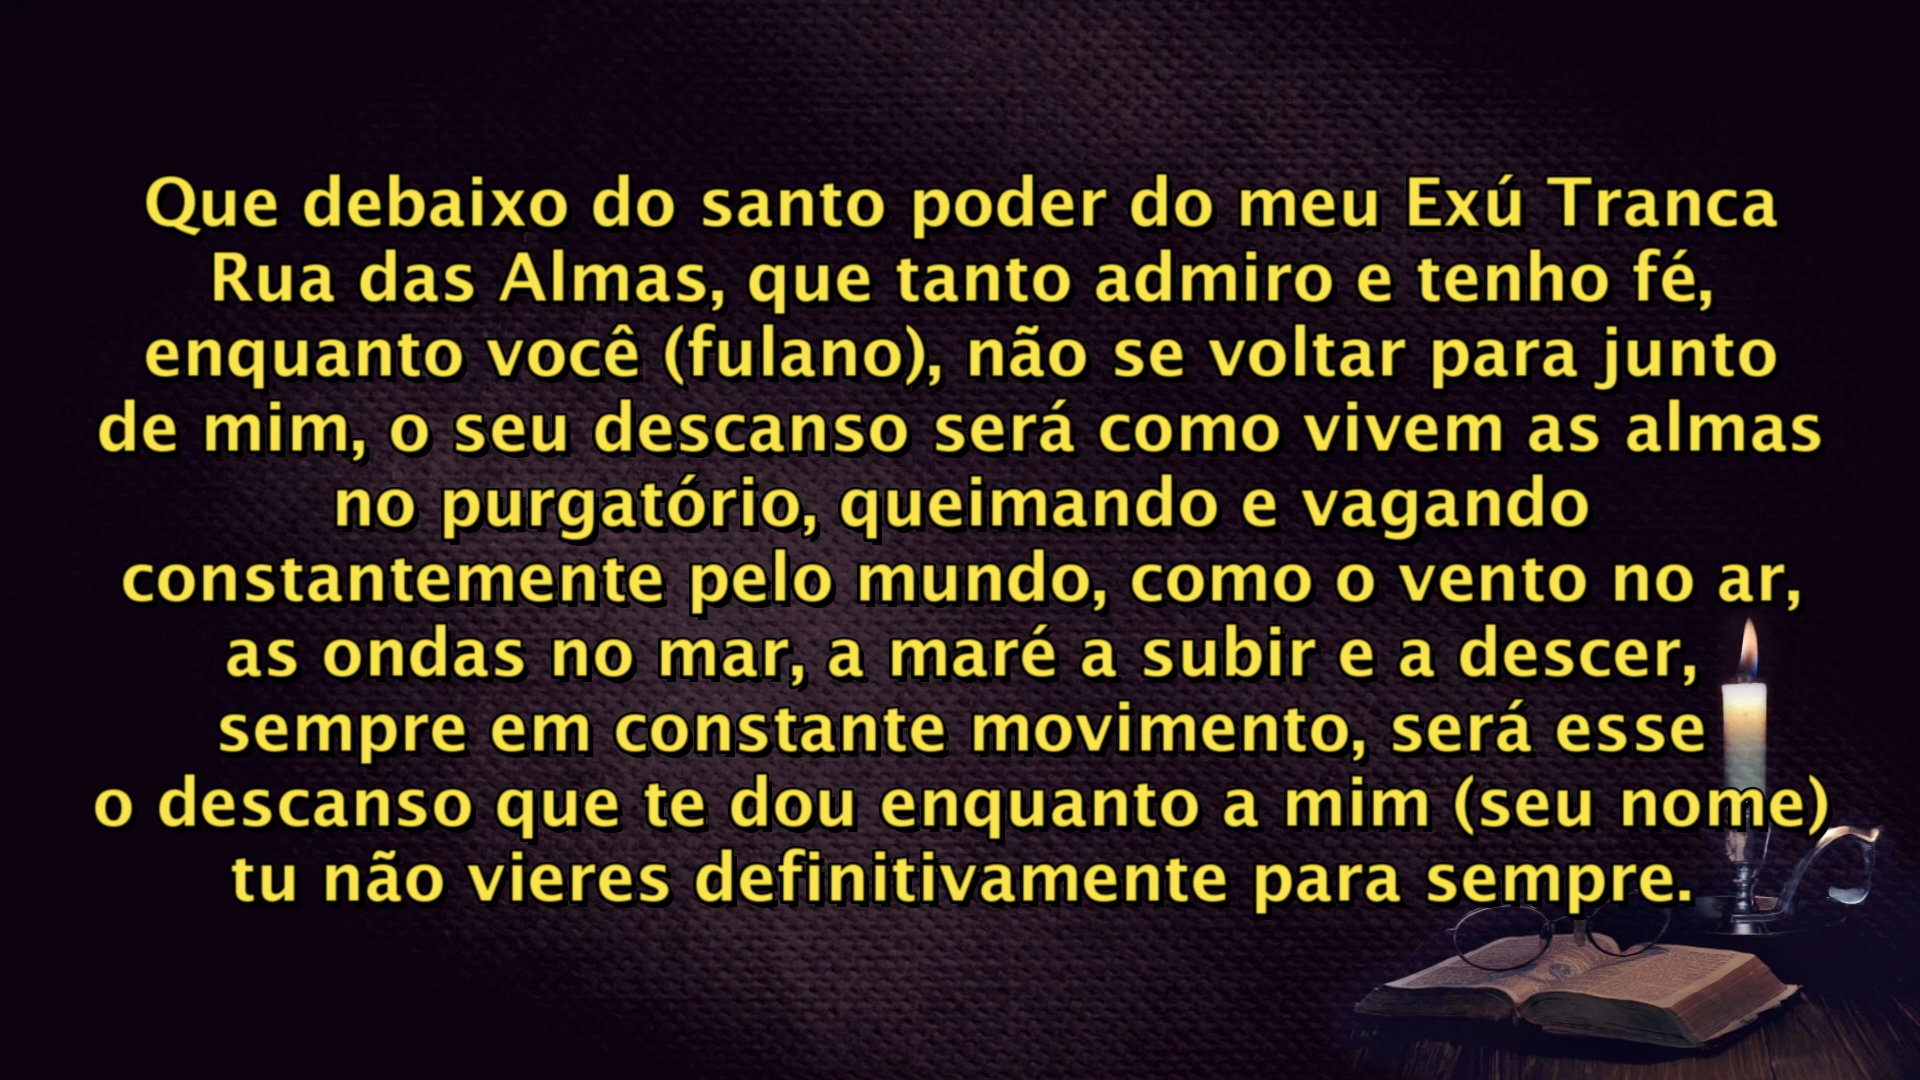 Que debaixo do santo poder do meu Exú Tranca
Rua das Almas, que tanto admiro e tenho fé,
enquanto você (fulano), não se voltar para junto
de mim, o seu descanso será como vivem as almas
no purgatório, queimando e vagando
constantemente pelo mundo, como o vento no ar,
as ondas no mar, a maré a subir e a descer,
sempre em constante movimento, será esse
o descanso que te dou enquanto a mim (seu nome)
tu não vieres definitivamente para sempre.